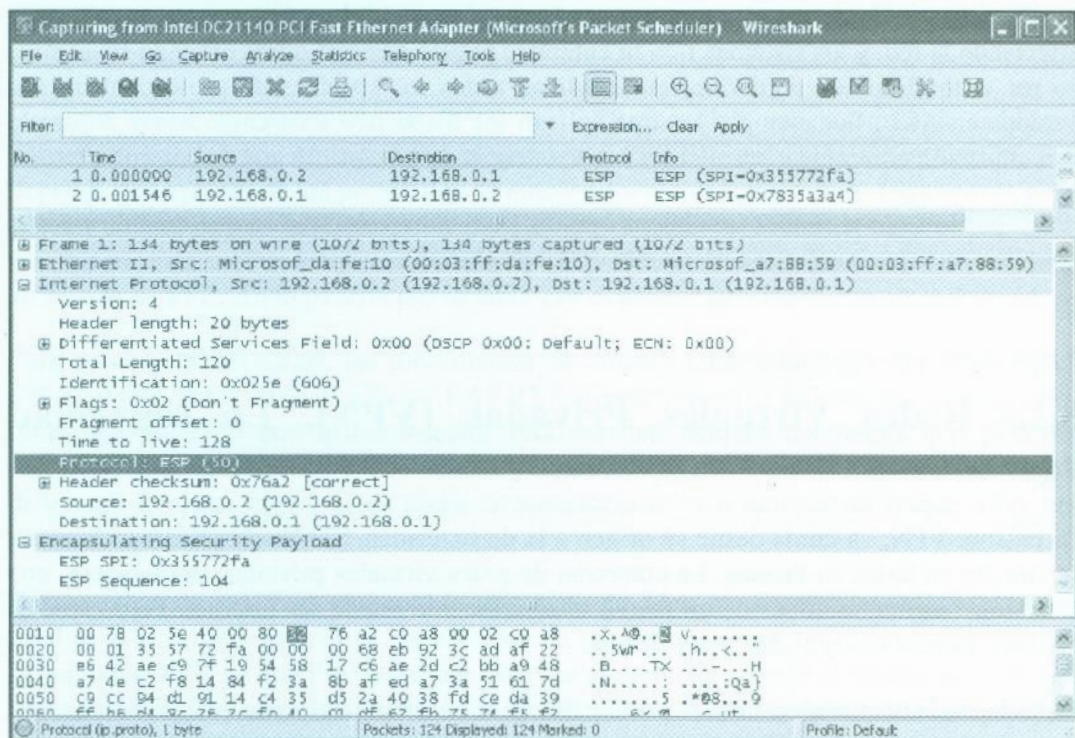 Capturing from Intel DC21140 PCI Fast Ethernet Adapter (Microsoft's Packet Scheduler) Wireshark
File Edit View Go Capture Analyze Statistics Telephony Tools Help
Filter: Expression... Clear Apply
No. Time Source Destination Protocol Info
1 0.000000 192.168.0.2 192.168.0.1 ESP ESP (SPI=0x355772fa)
2 0.001546 192.168.0.1 192.168.0.2 ESP ESP (SPI=0x7835a3a4)
Frame 1: 134 bytes on wire (1072 bits), 134 bytes captured (1072 bits)
Ethernet II, Src: Microsof_da:fe:10 (00:03:ff:da:fe:10), Dst: Microsof_a7:88:59 (00:03:ff:a7:88:59)
Internet Protocol, Src: 192.168.0.2 (192.168.0.2), Dst: 192.168.0.1 (192.168.0.1)
Version: 4
Header length: 20 bytes
Differentiated Services Field: 0x00 (DSCP 0x00: Default; ECN: 0x00)
Total Length: 120
Identification: 0x025e (606)
Flags: 0x02 (Don't Fragment)
Fragment offset: 0
Time to live: 128
Protocol: ESP (50)
Header checksum: 0x76a2 [correct]
Source: 192.168.0.2 (192.168.0.2)
Destination: 192.168.0.1 (192.168.0.1)
Encapsulating Security Payload
ESP SPI: 0x355772fa
ESP Sequence: 104
0010 00 78 02 5e 40 00 80 32 76 a2 c0 a8 00 02 c0 a8 .x.^@..2 v.......
0020 00 01 35 57 72 fa 00 00 00 68 eb 92 3c ad af 22 ..5Wr... .h..<.."
0030 e6 42 ae c9 7f 19 54 58 17 c6 ae 2d c2 bb a9 48 .B....TX ...-...H
0040 a7 4e c2 f8 14 84 f2 3a 8b af ed a7 3a 51 61 7d .N.....: ....:Qa}
0050 c9 cc 94 d1 91 14 c4 35 d5 2a 40 38 fd ce da 39 .......5 .*@8...9
0060
Protocol (ip.proto), 1 byte Packets: 124 Displayed: 124 Marked: 0 Profile: Default